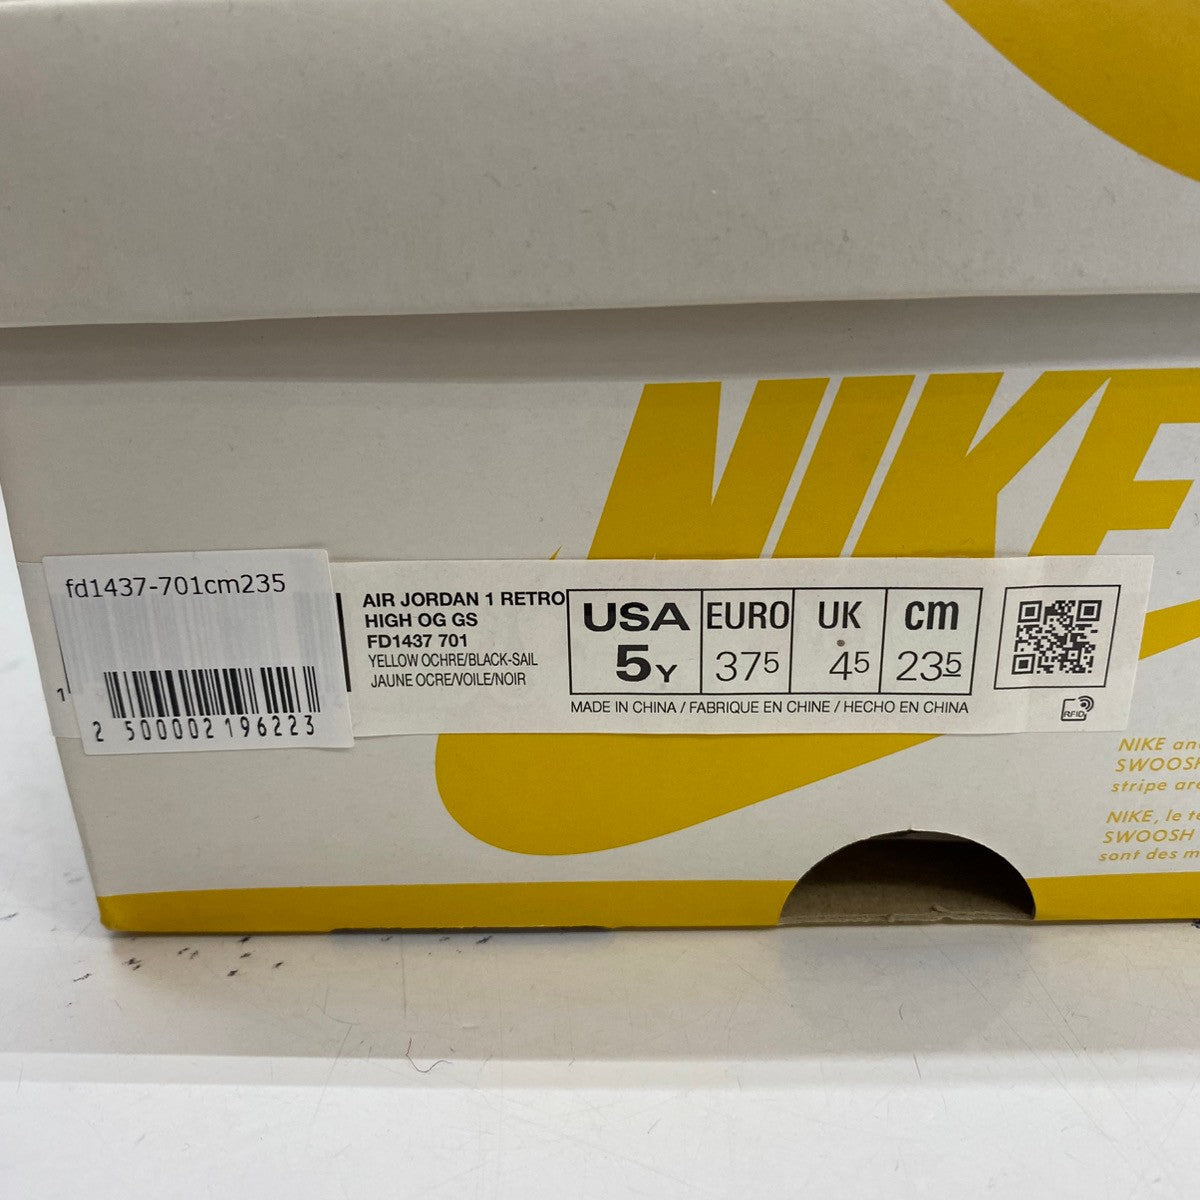 NIKE
fd1437-701cm235
2 500002 196223
AIR JORDAN 1 RETRO
HIGH OG GS
FD1437 701
YELLOW OCHRE/BLACK-SAIL
JAUNE OCRE/VOILE/NOIR
USA EURO UK cm
5Y 375 45 235
MADE IN CHINA / FABRIQUE EN CHINE / HECHO EN CHINA
RFID
NIKE
SWOOSH
stripe
NIKE, le
SWOOSH
sont des